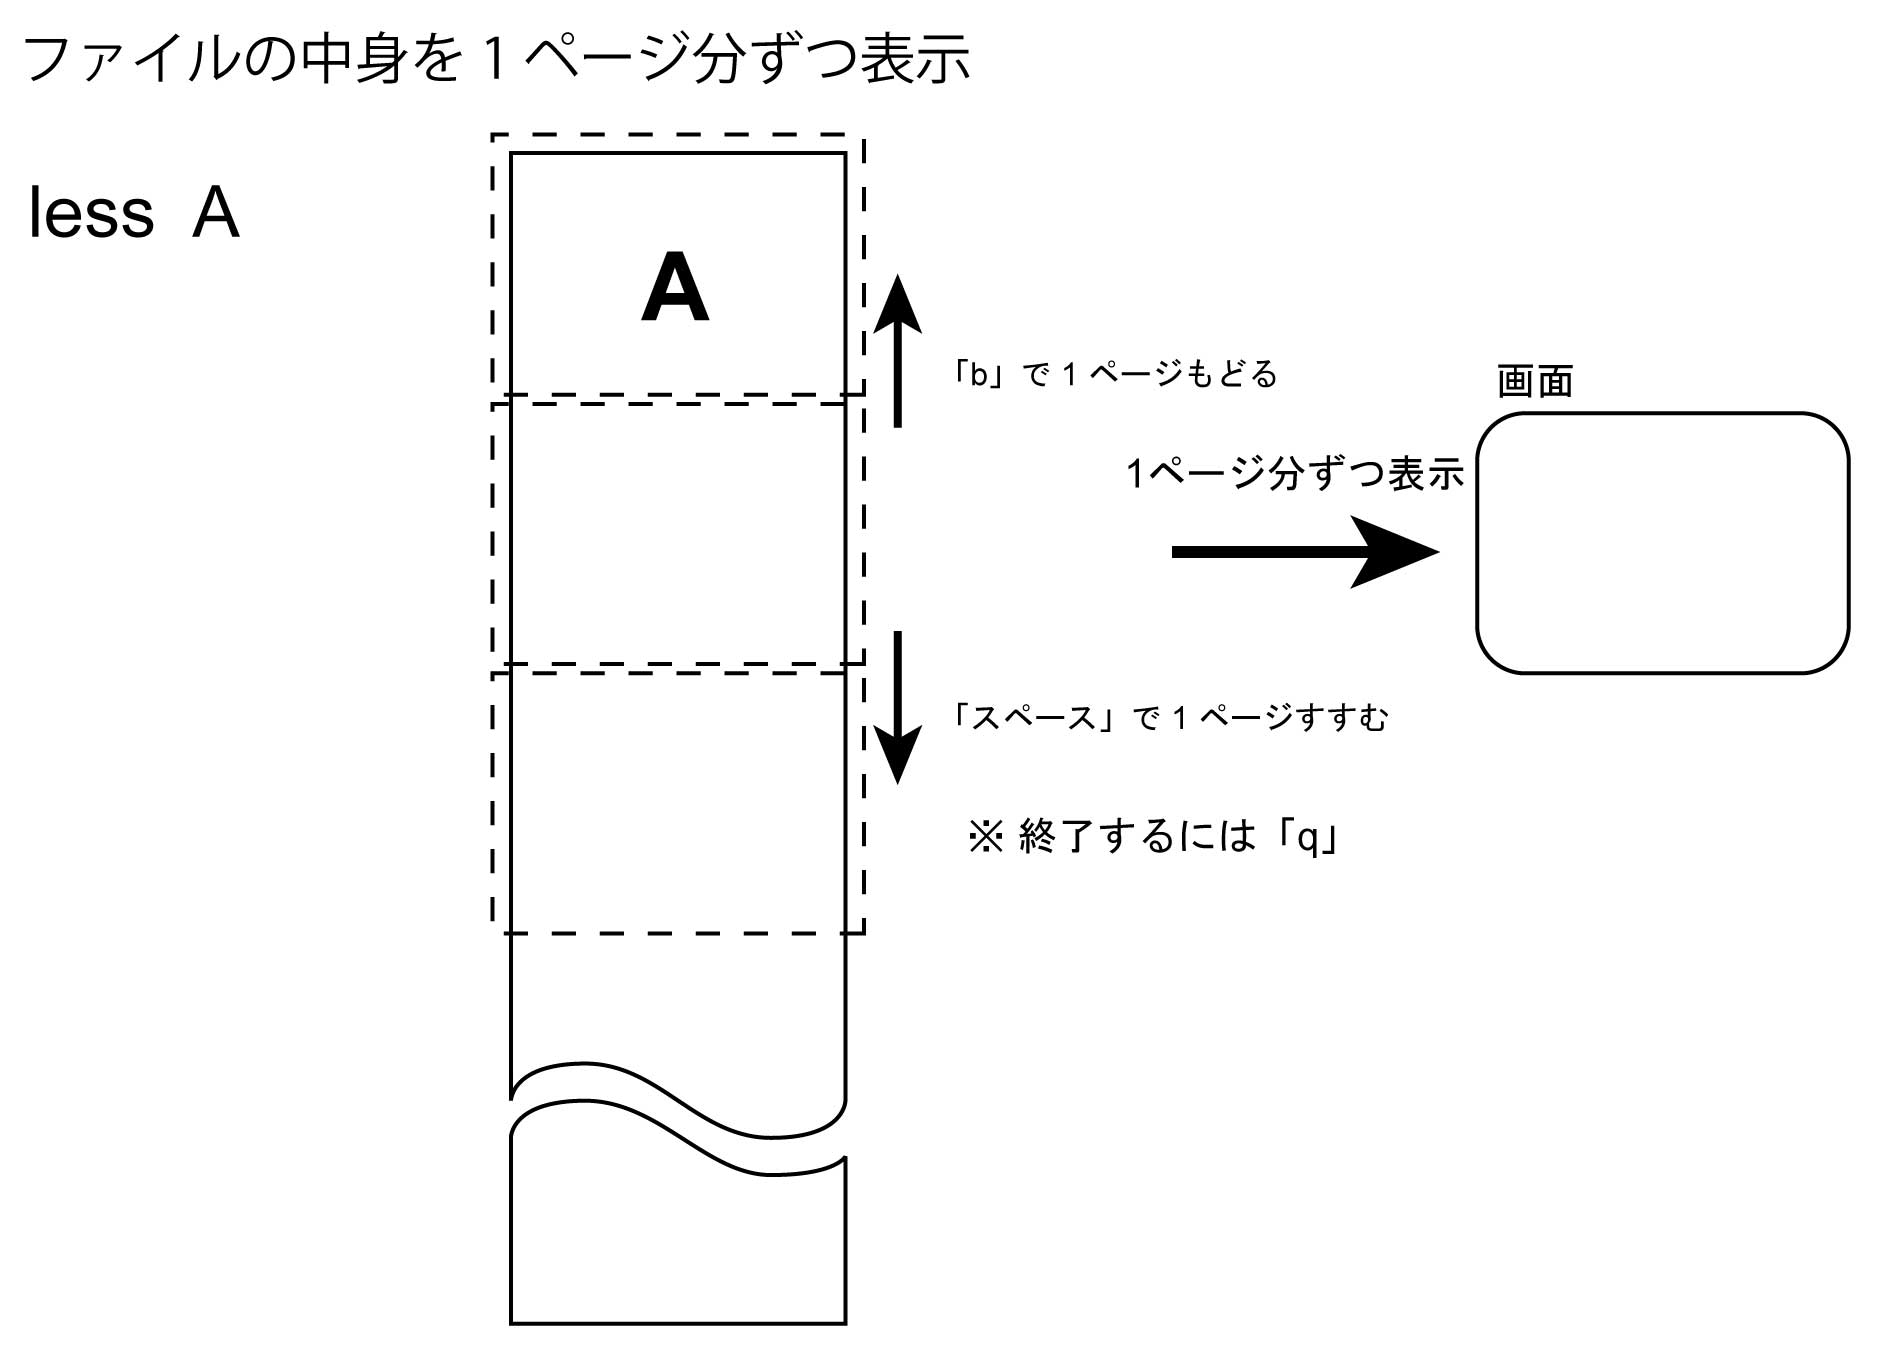 ファイルの中身を 1 ページ分ずつ表示
less A
A
「b」で 1 ページもどる
画面
1ページ分ずつ表示
「スペース」で 1 ページすすむ
※ 終了するには「q」